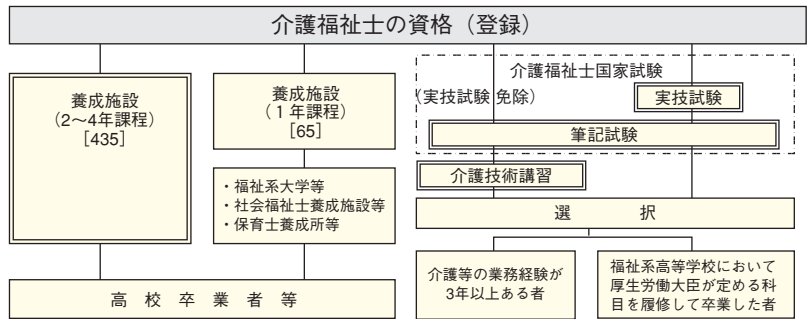 介護福祉士の資格（登録）
養成施設
（2〜4年課程）
［435］
養成施設
（１年課程）
［65］
・福祉系大学等
・社会福祉士養成施設等
・保育士養成所等
高校卒業者等
介護福祉士国家試験
（実技試験 免除）
実技試験
筆記試験
介護技術講習
選択
介護等の業務経験が
3年以上ある者
福祉系高等学校において
厚生労働大臣が定める科
目を履修して卒業した者